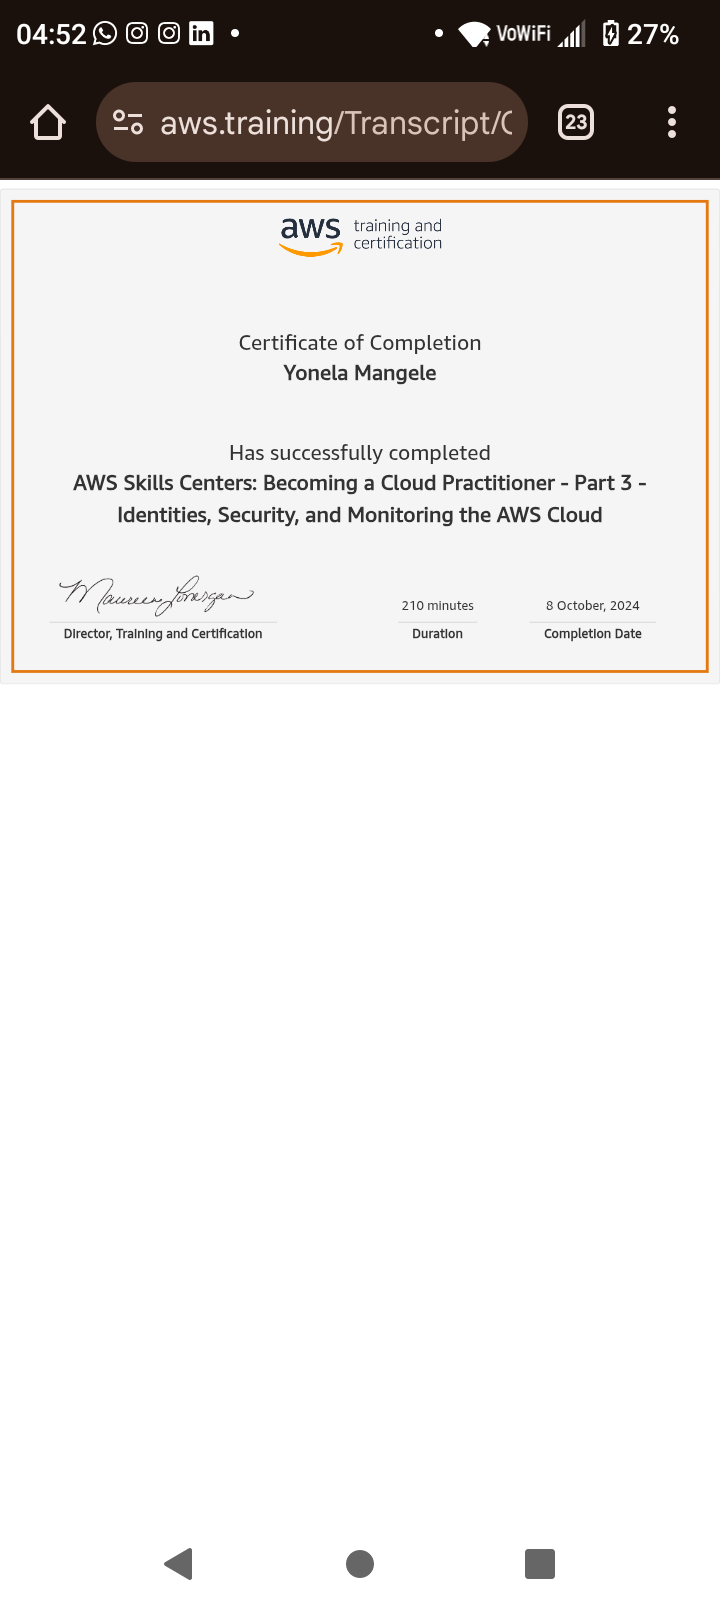 04:52
VoWiFi
27%
aws.training/Transcript/
23
aws training and
certification
Certificate of Completion
Yonela Mangele
Has successfully completed
AWS Skills Centers: Becoming a Cloud Practitioner - Part 3 -
Identities, Security, and Monitoring the AWS Cloud
Maureen Lonergan
210 minutes
8 October, 2024
Director, Training and Certification
Duration
Completion Date